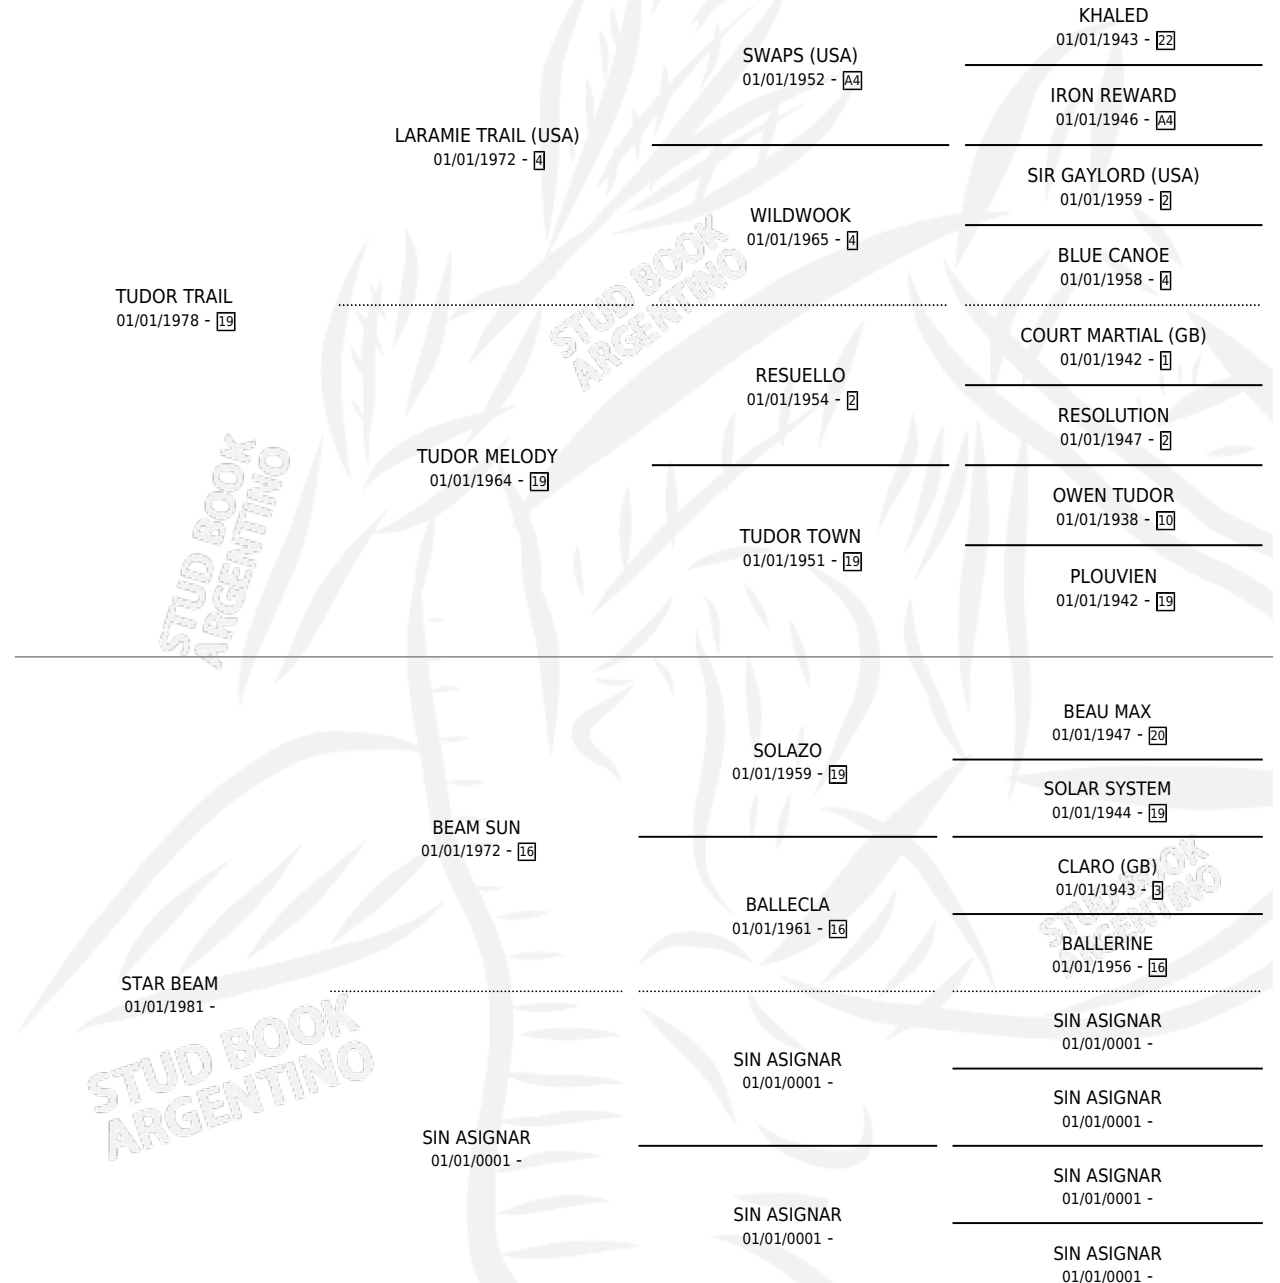 KHALED
01/01/1943 - 22
SWAPS (USA)
01/01/1952 - A4
IRON REWARD
01/01/1946 - A4
LARAMIE TRAIL (USA)
01/01/1972 - 4
SIR GAYLORD (USA)
01/01/1959 - 2
WILDWOOK
01/01/1965 - 4
BLUE CANOE
01/01/1958 - 4
TUDOR TRAIL
01/01/1978 - 19
STUD BOOK
ARGENTINO
COURT MARTIAL (GB)
01/01/1942 - 1
RESUELLO
01/01/1954 - 2
RESOLUTION
01/01/1947 - 2
TUDOR MELODY
01/01/1964 - 19
OWEN TUDOR
01/01/1938 - 10
TUDOR TOWN
01/01/1951 - 19
PLOUVIEN
01/01/1942 - 19
STUD BOOK
ARGENTINO
BEAU MAX
01/01/1947 - 20
SOLAZO
01/01/1959 - 19
SOLAR SYSTEM
01/01/1944 - 19
BEAM SUN
01/01/1972 - 16
CLARO (GB)
01/01/1943 - 3
BALLECLA
01/01/1961 - 16
BALLERINE
01/01/1956 - 16
STUD BOOK
ARGENTINO
STAR BEAM
01/01/1981 -
SIN ASIGNAR
01/01/0001 -
SIN ASIGNAR
01/01/0001 -
SIN ASIGNAR
01/01/0001 -
STUD BOOK
ARGENTINO
SIN ASIGNAR
01/01/0001 -
SIN ASIGNAR
01/01/0001 -
SIN ASIGNAR
01/01/0001 -
SIN ASIGNAR
01/01/0001 -